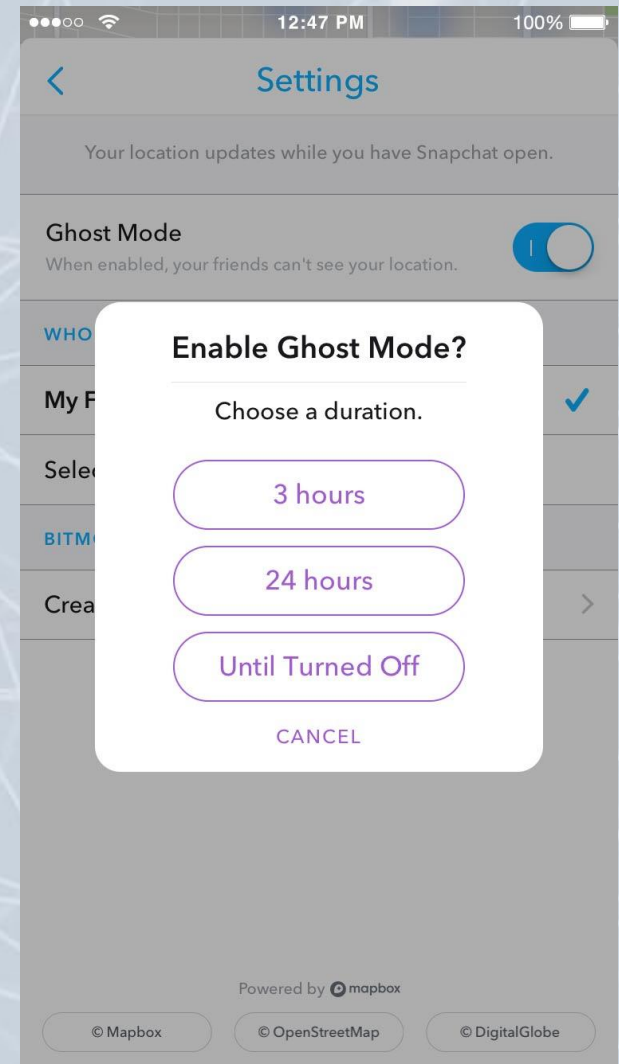 12:47 PM 100%
Settings
Your location updates while you have Snapchat open.
Ghost Mode
When enabled, your friends can't see your location.
WHO
Enable Ghost Mode?
My F
Choose a duration.
Selec
3 hours
BITM
24 hours
Crea
Until Turned Off
CANCEL
Powered by mapbox
© Mapbox © OpenStreetMap © DigitalGlobe